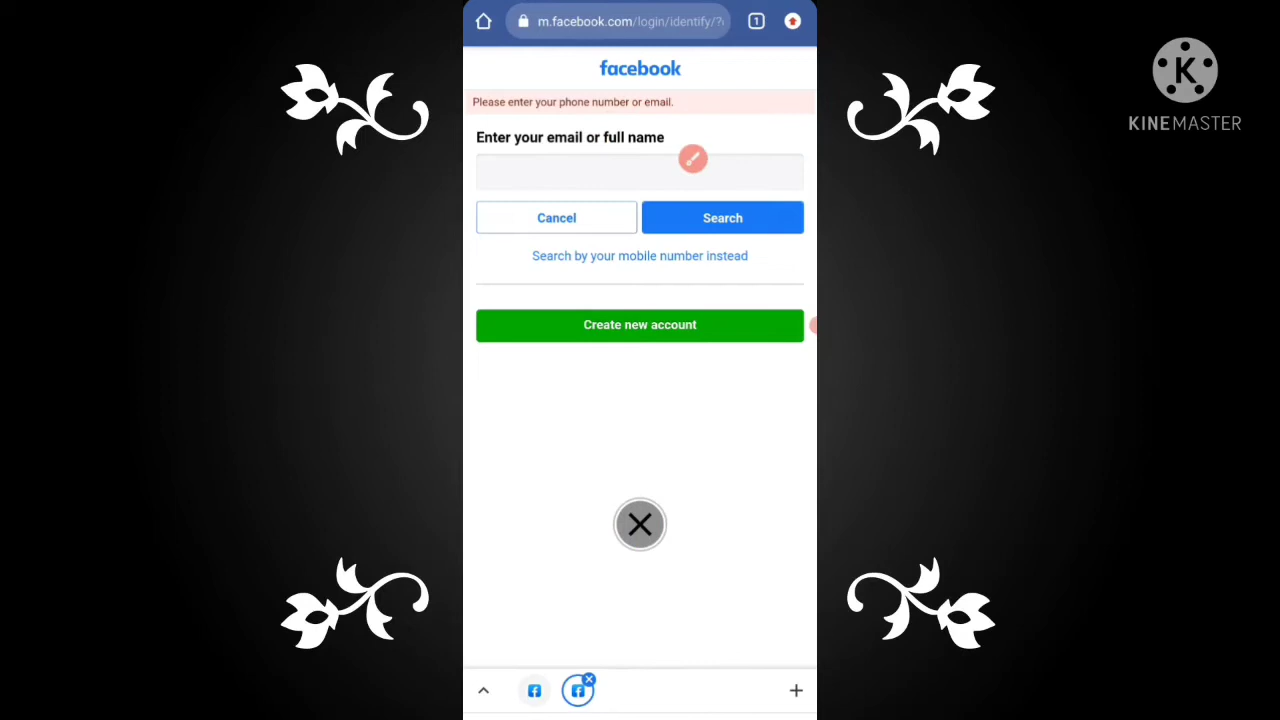 m.facebook.com/login/identify/?
1
facebook
Please enter your phone number or email.
Enter your email or full name
Cancel
Search
Search by your mobile number instead
Create new account
K
KINEMASTER